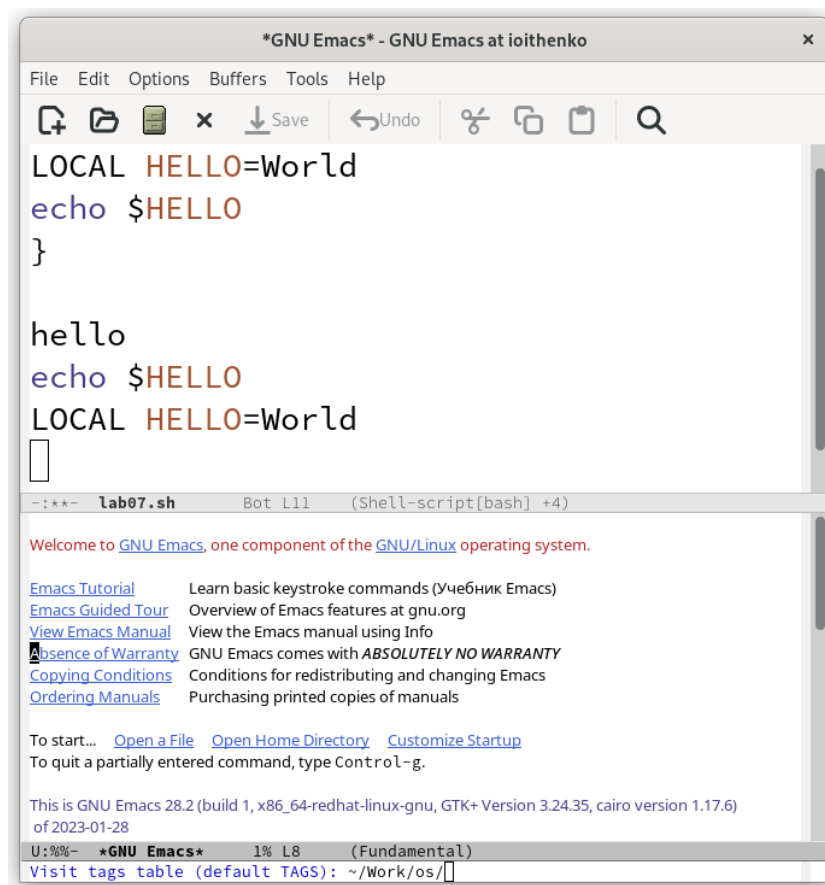 *GNU Emacs* - GNU Emacs at ioithenko ×
File Edit Options Buffers Tools Help
Save Undo
LOCAL HELLO=World
echo $HELLO
}
hello
echo $HELLO
LOCAL HELLO=World
-:**- lab07.sh Bot L11 (Shell-script[bash] +4)
Welcome to GNU Emacs, one component of the GNU/Linux operating system.
Emacs Tutorial Learn basic keystroke commands (Учебник Emacs)
Emacs Guided Tour Overview of Emacs features at gnu.org
View Emacs Manual View the Emacs manual using Info
Absence of Warranty GNU Emacs comes with ABSOLUTELY NO WARRANTY
Copying Conditions Conditions for redistributing and changing Emacs
Ordering Manuals Purchasing printed copies of manuals
To start... Open a File Open Home Directory Customize Startup
To quit a partially entered command, type Control-g.
This is GNU Emacs 28.2 (build 1, x86_64-redhat-linux-gnu, GTK+ Version 3.24.35, cairo version 1.17.6)
of 2023-01-28
U:%%- *GNU Emacs* 1% L8 (Fundamental)
Visit tags table (default TAGS): ~/Work/os/